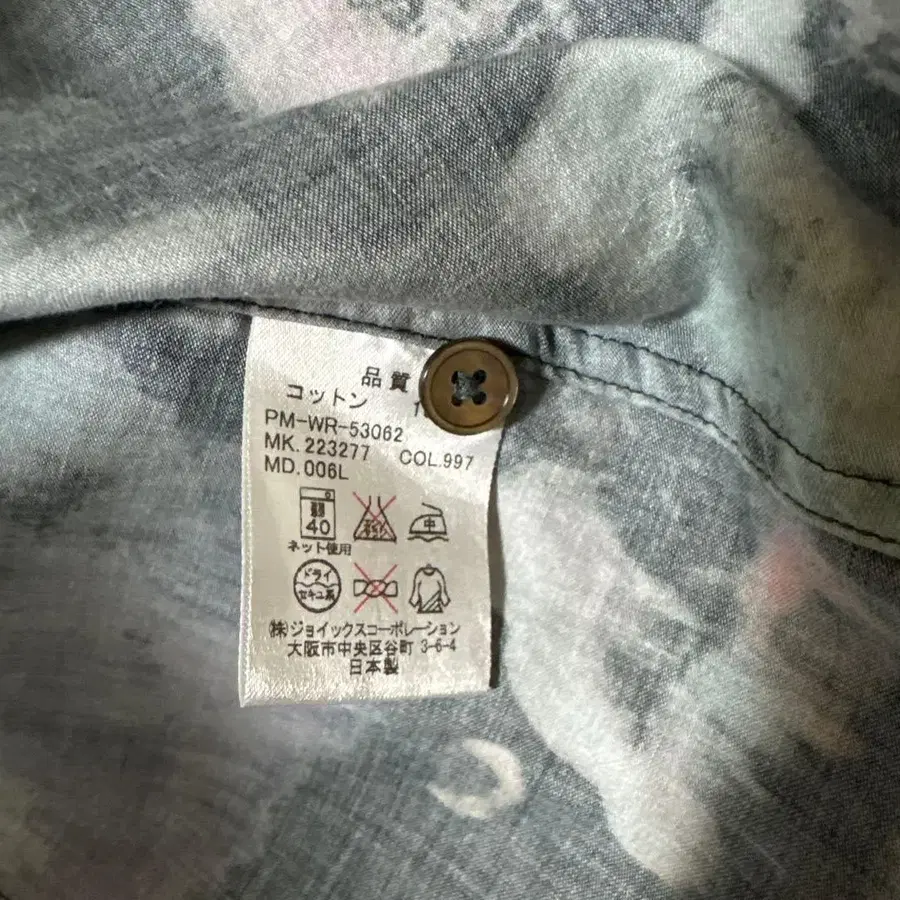 品質
コットン
PM-WR-53062
MK.223277 COL.997
MD.006L
弱
40
中
ネット使用
ドライ
セキユ系
㈱ジョイックスコーポレーション
大阪市中央区谷町 3-6-4
日本製